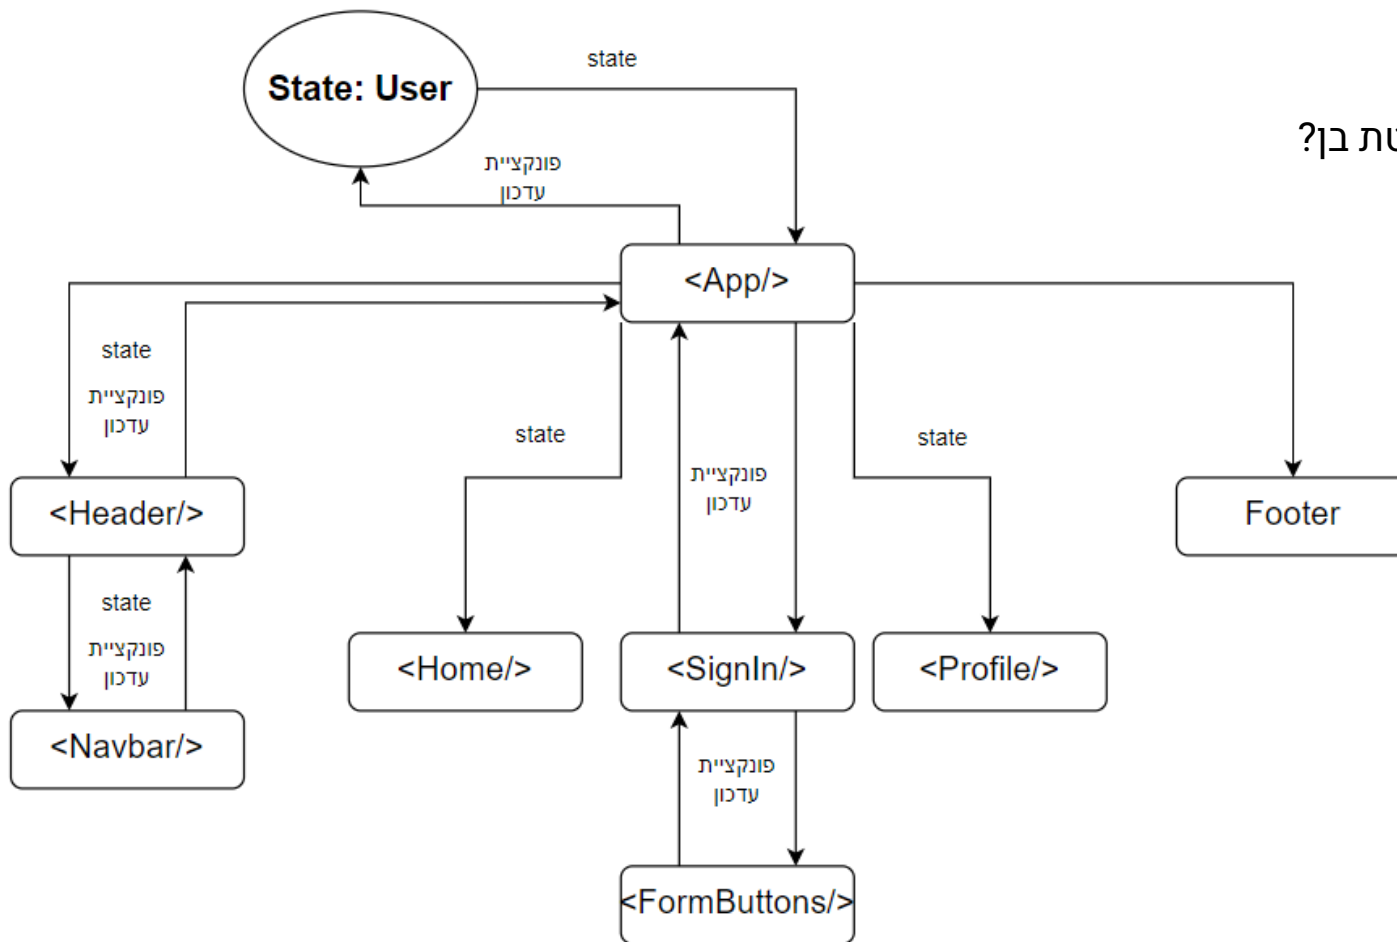 State: User
state
בן?
פונקציית
עדכון
<App/>
state
פונקציית
עדכון
state
פונקציית
עדכון
state
<Header/>
Footer
state
פונקציית
עדכון
<Home/>
<SignIn/>
<Profile/>
<Navbar/>
פונקציית
עדכון
<FormButtons/>